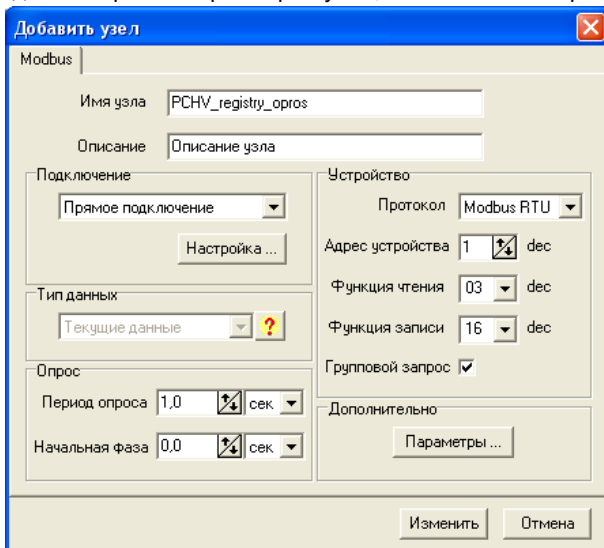 Добавить узел
Modbus
Имя узла PCHV_registry_opros
Описание Описание узла
Подключение
Прямое подключение
Настройка ...
Тип данных
Текущие данные ?
Опрос
Период опроса 1,0 сек
Начальная фаза 0,0 сек
Устройство
Протокол Modbus RTU
Адрес устройства 1 dec
Функция чтения 03 dec
Функция записи 16 dec
Групповой запрос
Дополнительно
Параметры ...
Изменить Отмена